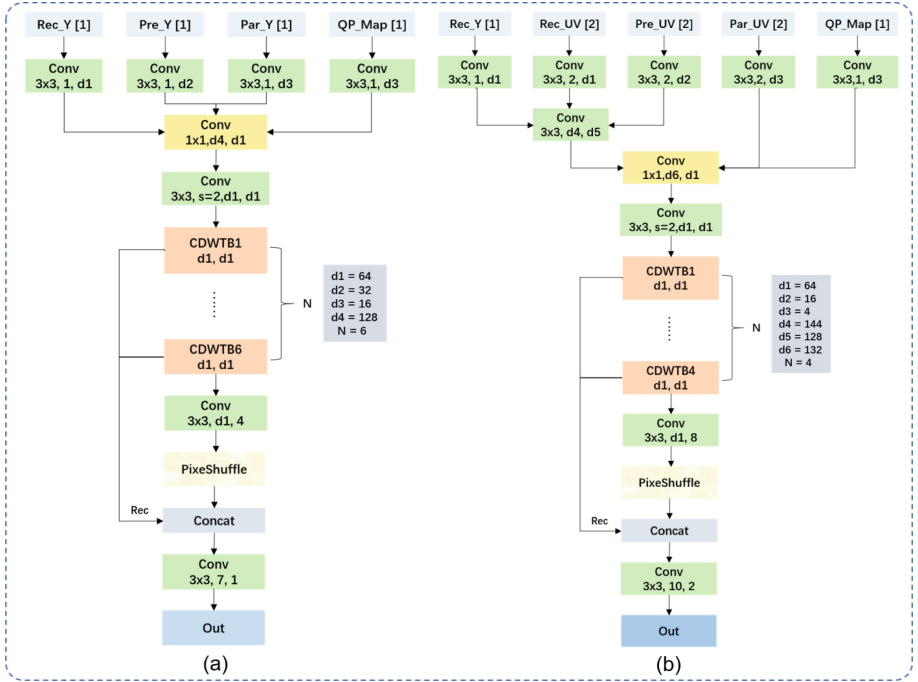 Rec_Y [1]
Pre_Y [1]
Par_Y [1]
QP_Map [1]
Conv
3x3, 1, d1
Conv
3x3, 1, d2
Conv
3x3,1, d3
Conv
3x3,1, d3
Conv
1x1,d4, d1
Conv
3x3, s=2,d1, d1
CDWTB1
d1, d1
......
CDWTB6
d1, d1
N
d1 = 64
d2 = 32
d3 = 16
d4 = 128
N = 6
Conv
3x3, d1, 4
PixeShuffle
Rec
Concat
Conv
3x3, 7, 1
Out
(a)
Rec_Y [1]
Rec_UV [2]
Pre_UV [2]
Par_UV [2]
QP_Map [1]
Conv
3x3, 1, d1
Conv
3x3, 2, d1
Conv
3x3, 2, d2
Conv
3x3,2, d3
Conv
3x3,1, d3
Conv
3x3, d4, d5
Conv
1x1,d6, d1
Conv
3x3, s=2,d1, d1
CDWTB1
d1, d1
......
CDWTB4
d1, d1
N
d1 = 64
d2 = 16
d3 = 4
d4 = 144
d5 = 128
d6 = 132
N = 4
Conv
3x3, d1, 8
PixeShuffle
Rec
Concat
Conv
3x3, 10, 2
Out
(b)